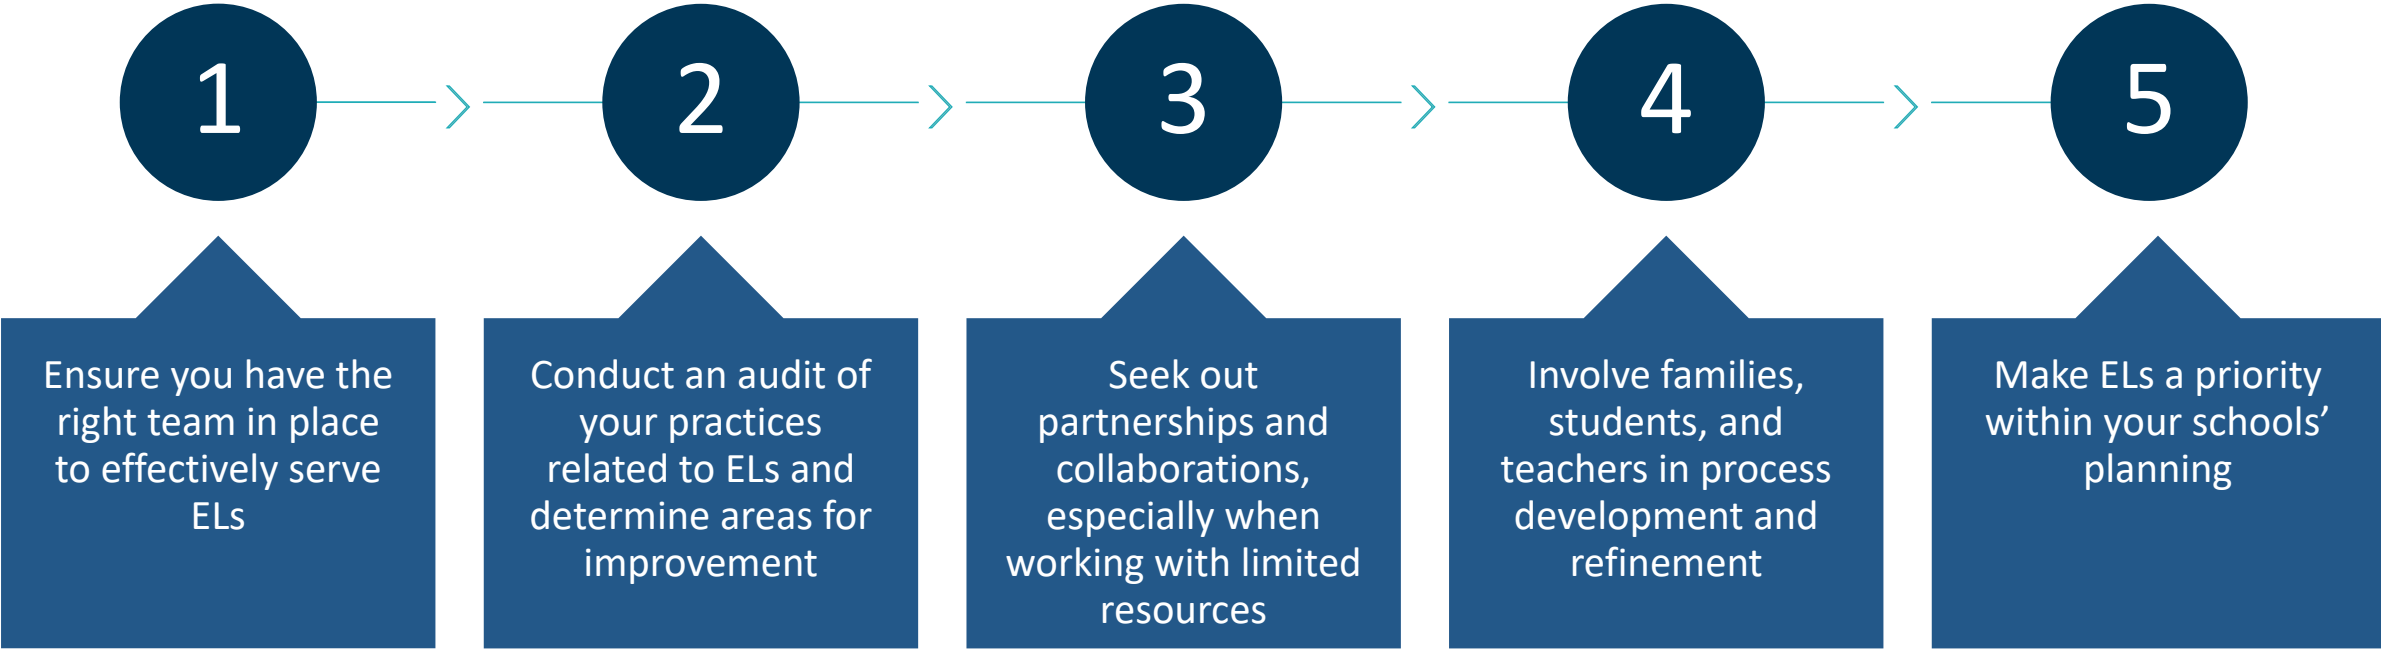 1
2
3
4
5
Ensure you have the
right team in place
to effectively serve
ELs
Conduct an audit of
your practices
related to ELs and
determine areas for
improvement
Seek out
partnerships and
collaborations,
especially when
working with limited
resources
Involve families,
students, and
teachers in process
development and
refinement
Make ELs a priority
within your schools’
planning